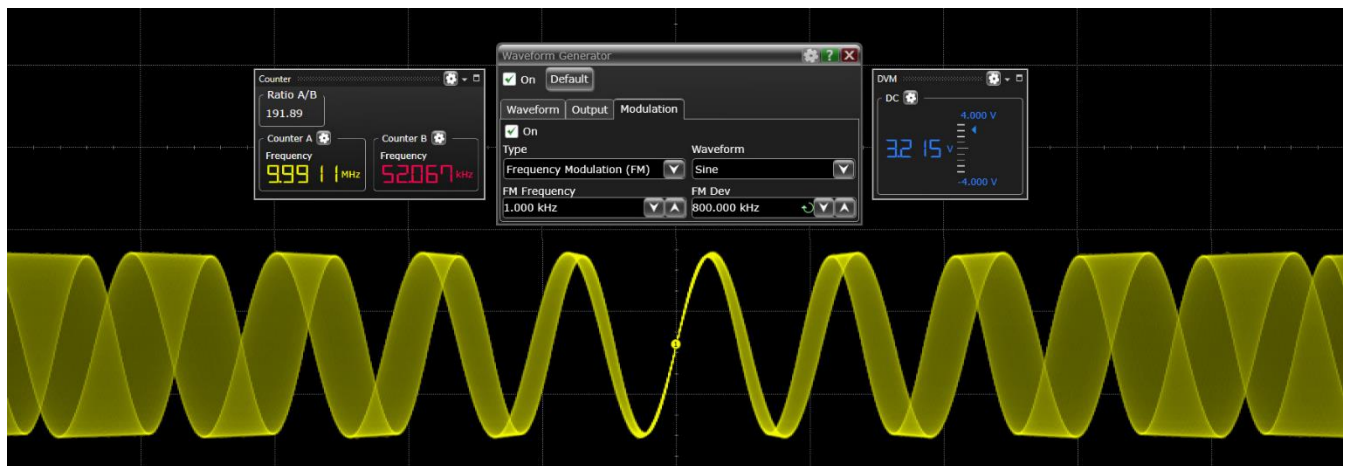 Waveform Generator
On Default
Waveform Output Modulation
On
Type Waveform
Frequency Modulation (FM) Sine
FM Frequency FM Dev
1.000 kHz 800.000 kHz
Counter
Ratio A/B
191.89
Counter A Counter B
Frequency Frequency
9.9911 MHz 52.067 kHz
DVM
DC
4.000 V
3.215 V
-4.000 V
1